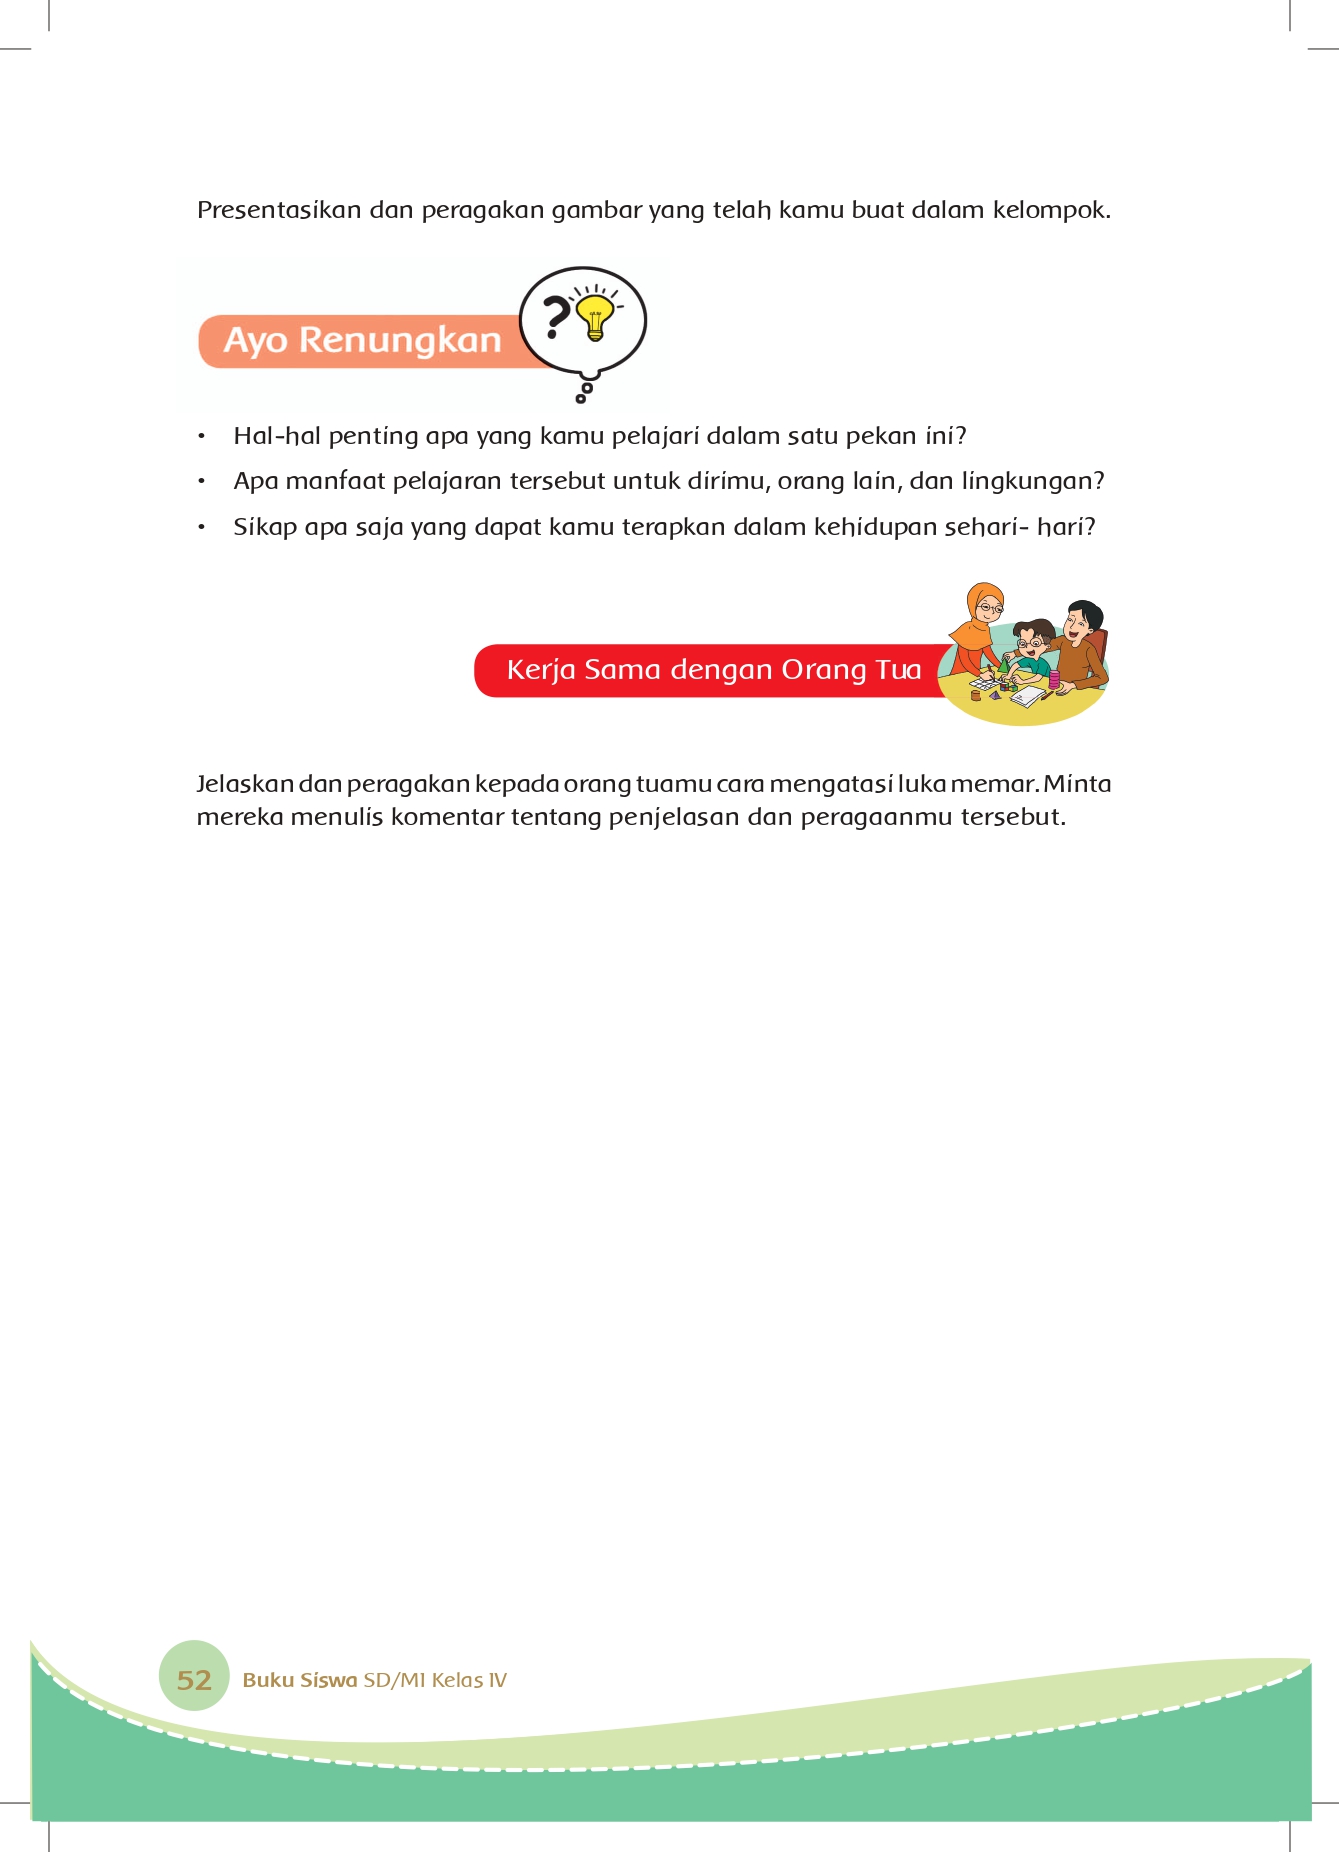 Presentasikan dan peragakan gambar yang telah kamu buat dalam kelompok.
?
Ayo Renungkan
• Hal-hal penting apa yang kamu pelajari dalam satu pekan ini?
• Apa manfaat pelajaran tersebut untuk dirimu, orang lain, dan lingkungan?
• Sikap apa saja yang dapat kamu terapkan dalam kehidupan sehari- hari?
Kerja Sama dengan Orang Tua
Jelaskan dan peragakan kepada orang tuamu cara mengatasi luka memar. Minta
mereka menulis komentar tentang penjelasan dan peragaanmu tersebut.
52 Buku Siswa SD/MI Kelas IV